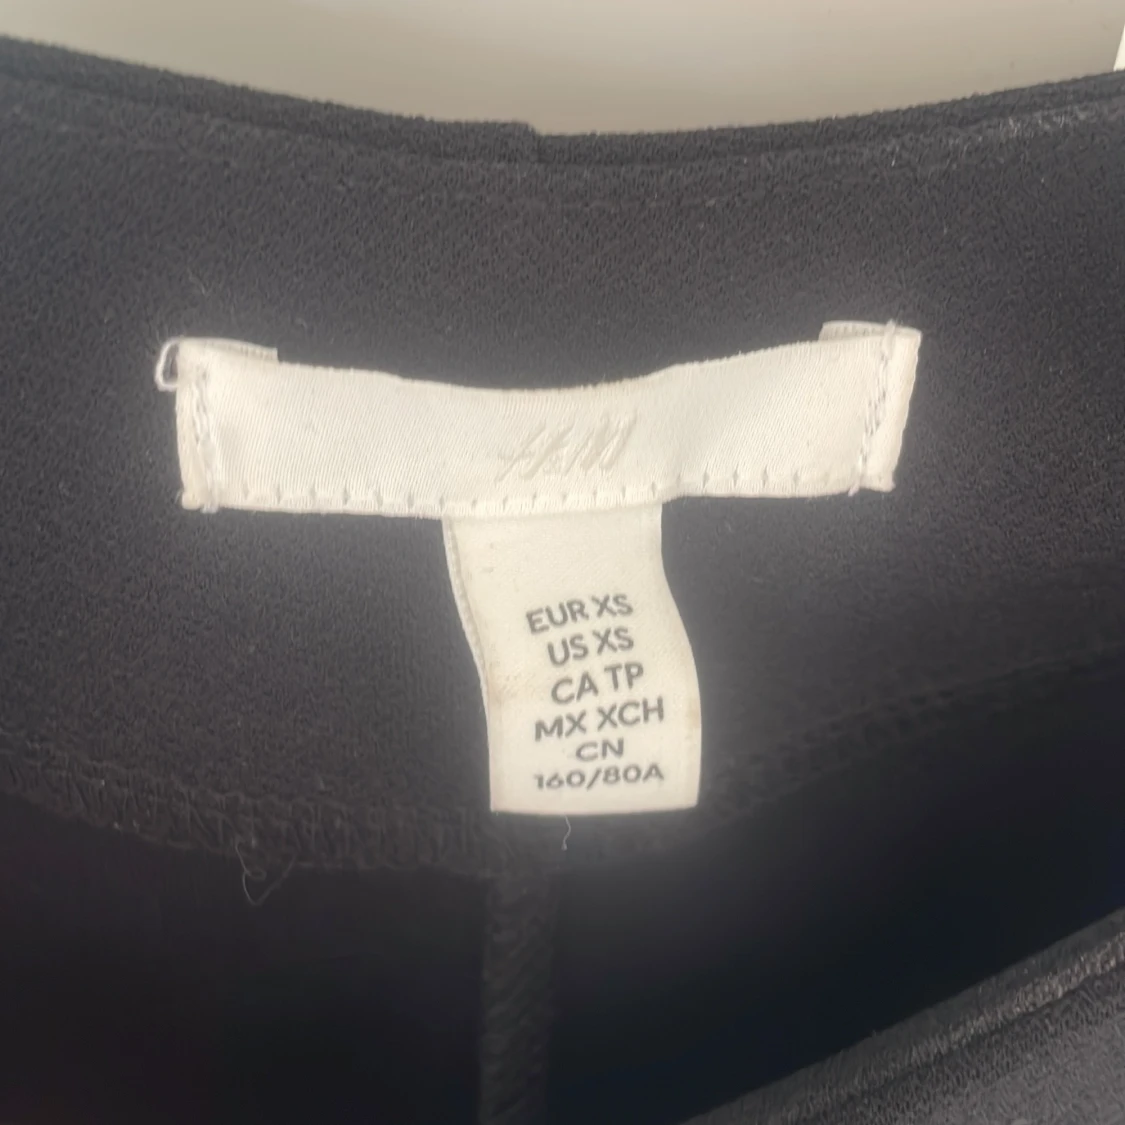 H&M
EUR XS
US XS
CA TP
MX XCH
CN
160/80A